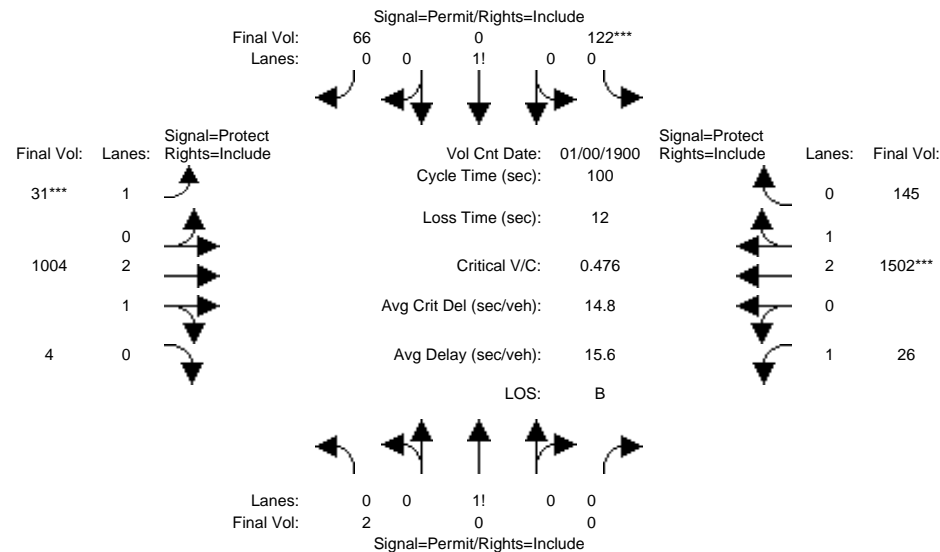 Signal=Permit/Rights=Include
Final Vol: 66 0 122***
Lanes: 0 0 1! 0 0
Signal=Protect Signal=Protect
Final Vol: Lanes: Rights=Include Vol Cnt Date: 01/00/1900 Rights=Include Lanes: Final Vol:
Cycle Time (sec): 100
31*** 1 0 145
Loss Time (sec): 12
0 1
1004 2 Critical V/C: 0.476 2 1502***
1 Avg Crit Del (sec/veh): 14.8 0
4 0 Avg Delay (sec/veh): 15.6 1 26
LOS: B
Lanes: 0 0 1! 0 0
Final Vol: 2 0 0
Signal=Permit/Rights=Include